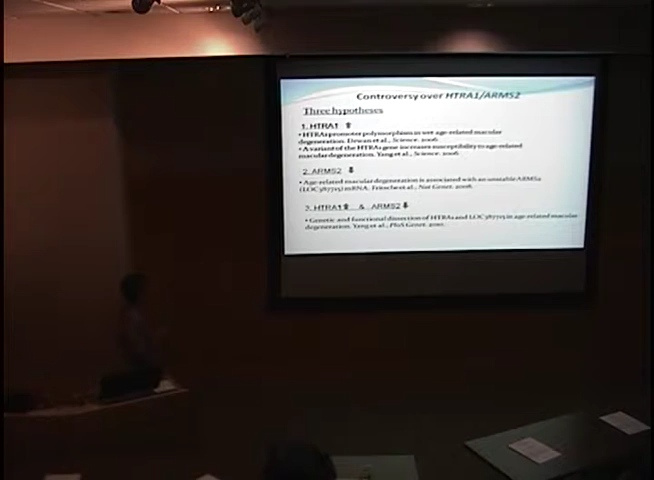 Controversy over HTRA1/ARMS2
Three hypotheses
1. HTRA1 ⬆
• HTRA1 promoter polymorphism in wet age-related macular
degeneration. Dewan et al., Science. 2006
• A variant of the HTRA1 gene increases susceptibility to age-related
macular degeneration. Yang et al., Science. 2006
2. ARMS2 ⬇
• Age-related macular degeneration is associated with an unstable ARMS2
(LOC387715) mRNA. Fritsche et al., Nat Genet. 2008.
3. HTRA1⬆ & ARMS2⬇
• Genetic and functional dissection of HTRA1 and LOC387715 in age-related macular
degeneration. Yang et al., PLoS Genet. 2010.